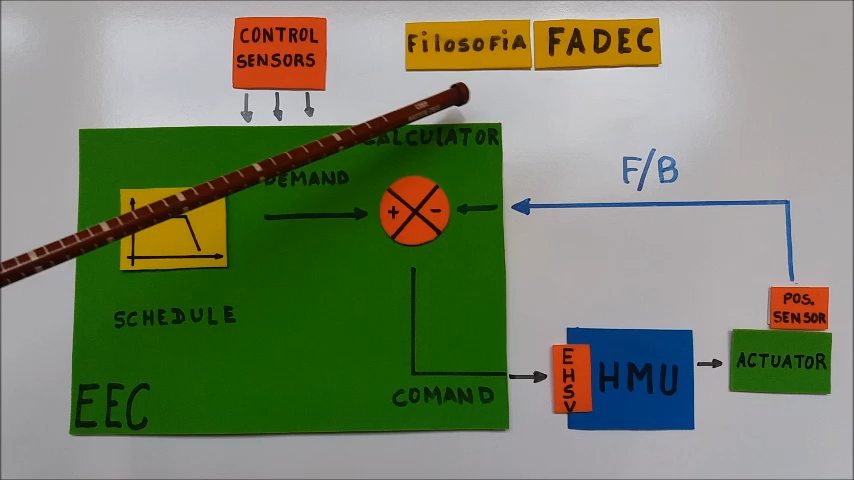 CONTROL
SENSORS
FilosofiA FADEC
CALCULATOR
DEMAND
+ -
F/B
SCHEDULE
POS.
SENSOR
EHSV
HMU
ACTUATOR
COMAND
EEC